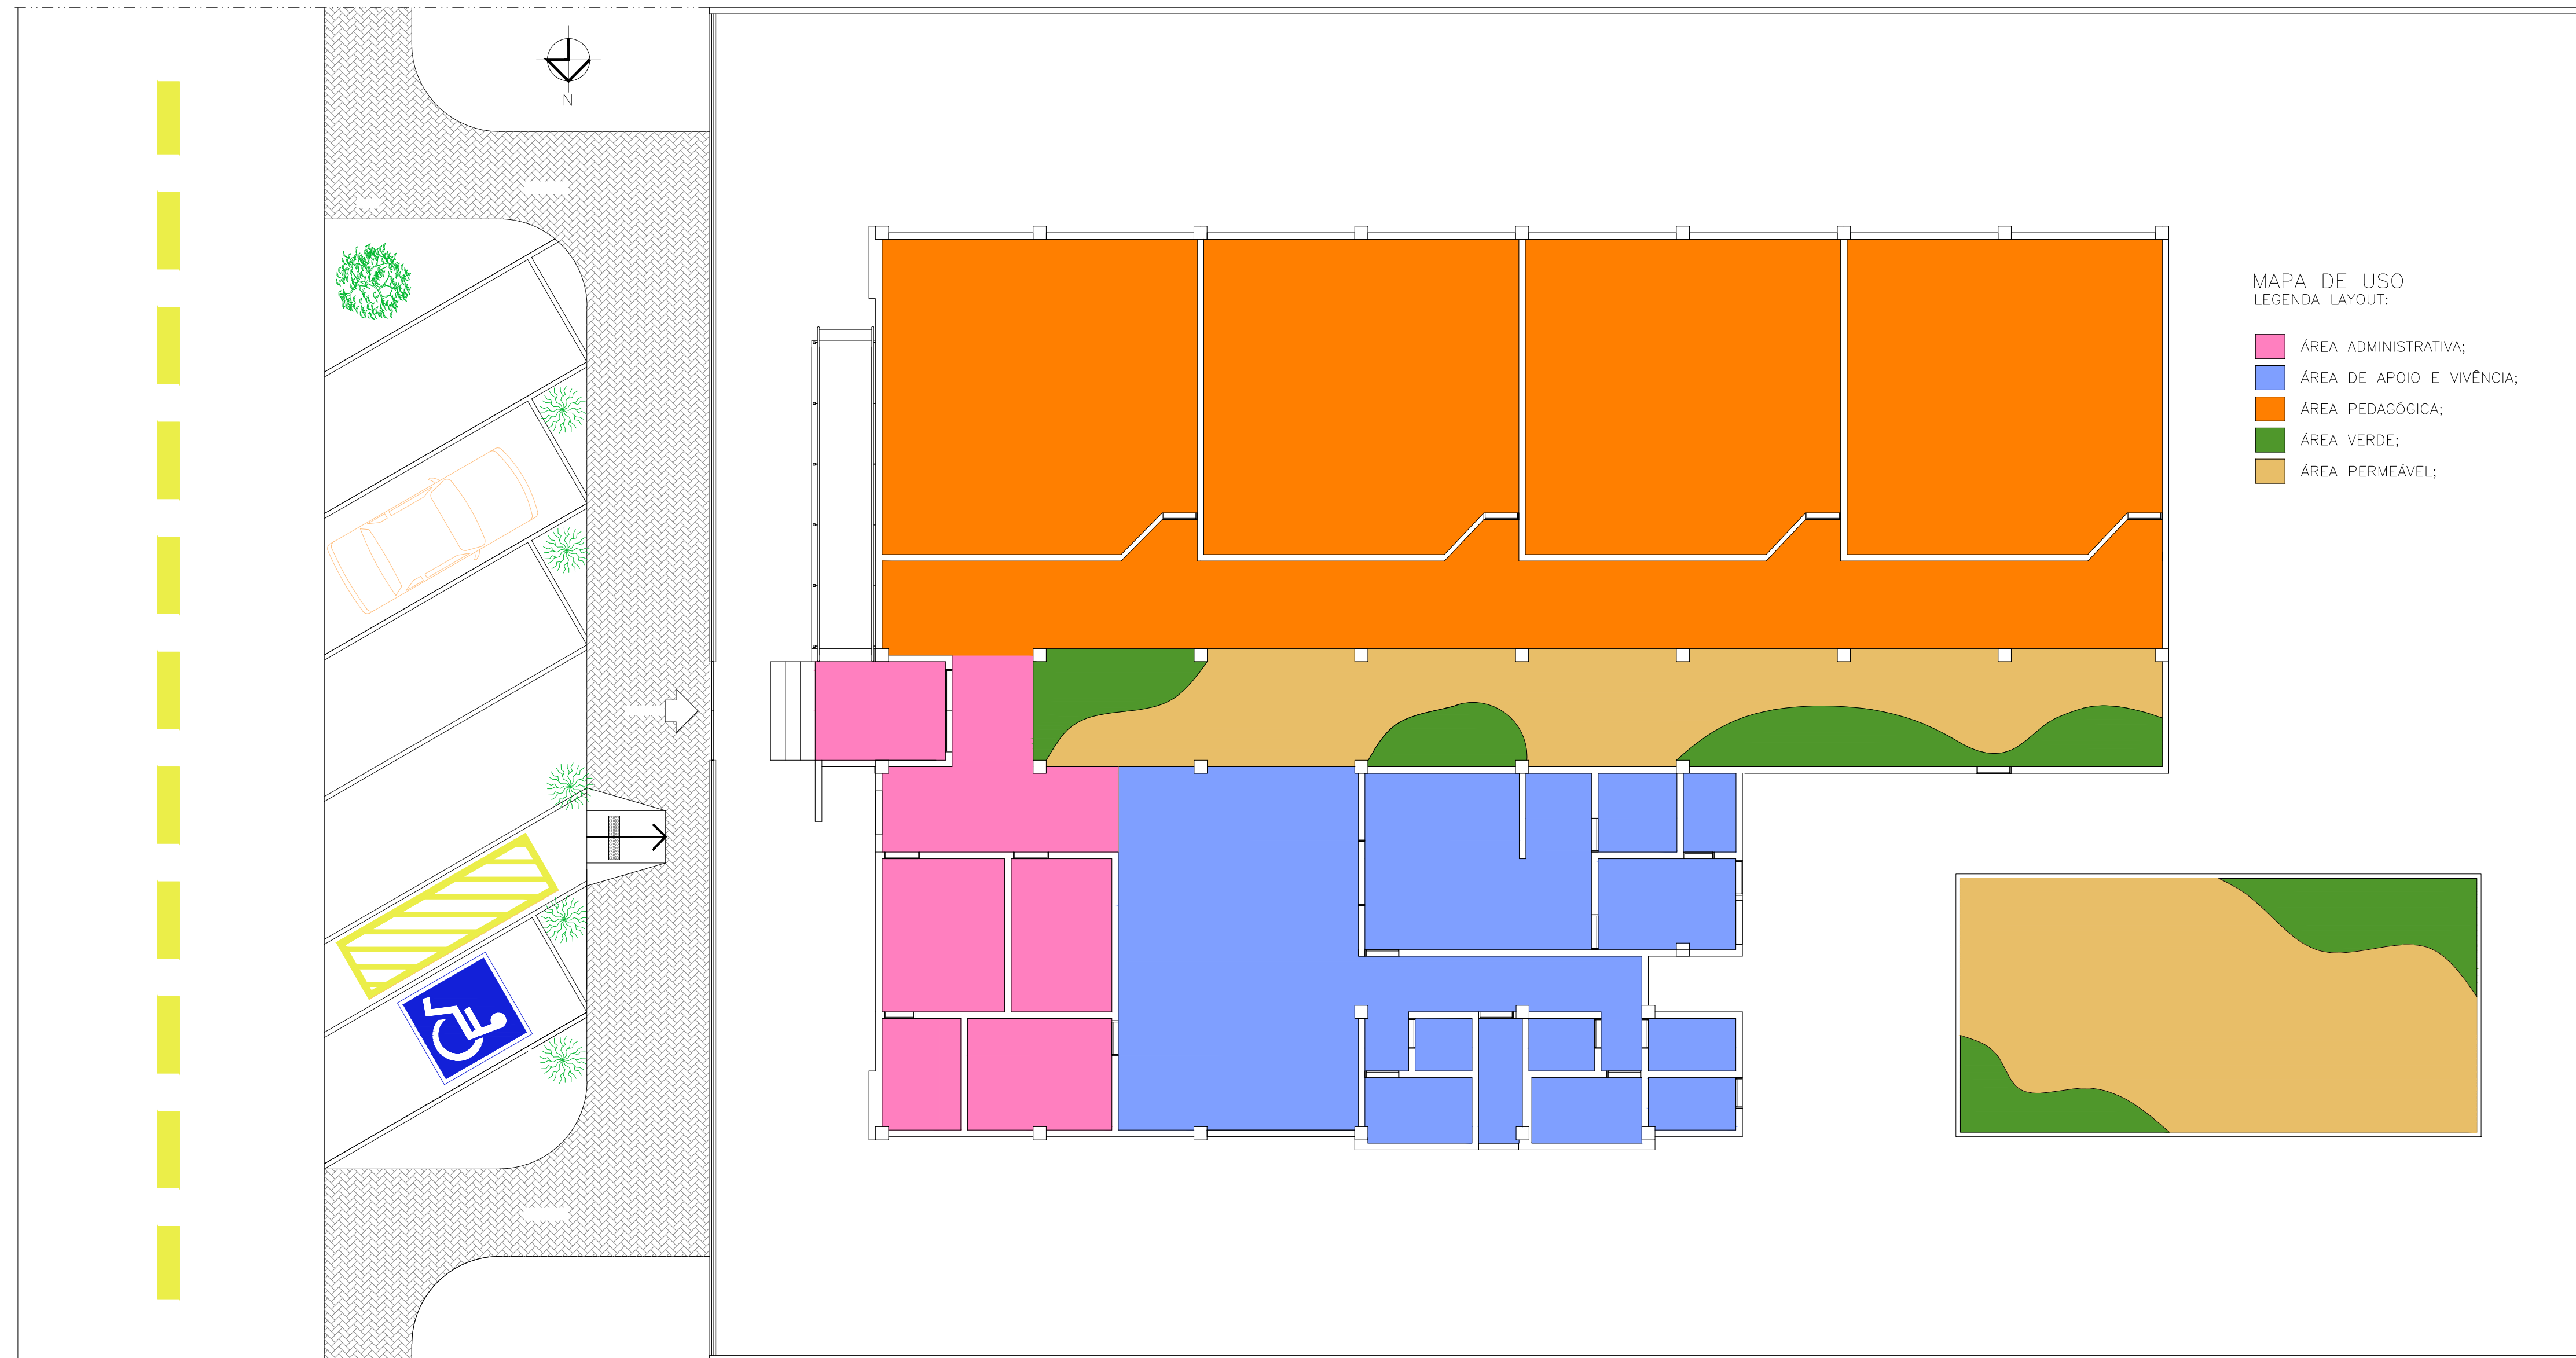 N
MAPA DE USO
LEGENDA LAYOUT:
ÁREA ADMINISTRATIVA;
ÁREA DE APOIO E VIVÊNCIA;
ÁREA PEDAGÓGICA;
ÁREA VERDE;
ÁREA PERMEÁVEL;